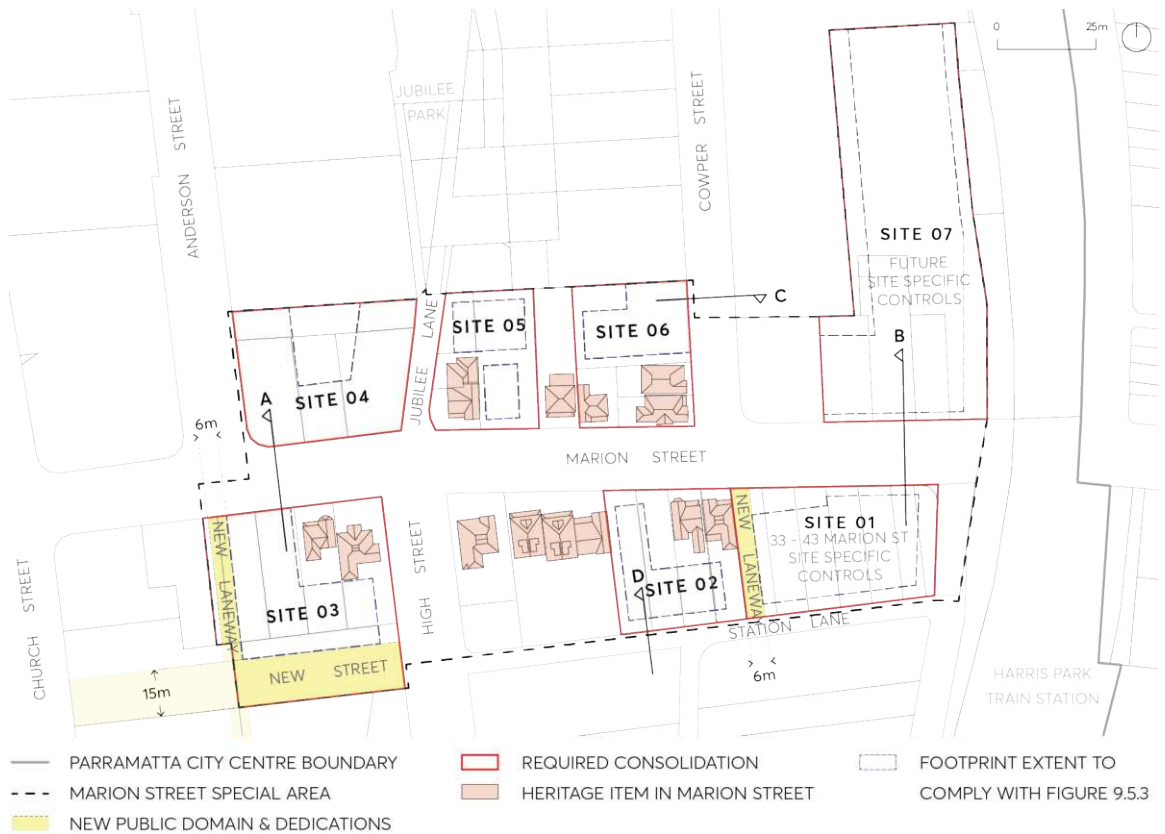 0 25m
JUBILEE
PARK
ANDERSON STREET
COWPER STREET
SITE 07
FUTURE
SITE SPECIFIC
CONTROLS
C
JUBILEE LANE
SITE 05
SITE 06
B
A
SITE 04
6m
MARION STREET
NEW LANEWAY
CHURCH STREET
SITE 03
HIGH STREET
NEW STREET
15m
D
SITE 02
NEW LANEWAY
SITE 01
33 - 43 MARION ST
SITE SPECIFIC
CONTROLS
STATION LANE
6m
HARRIS PARK
TRAIN STATION
PARRAMATTA CITY CENTRE BOUNDARY
MARION STREET SPECIAL AREA
NEW PUBLIC DOMAIN & DEDICATIONS
REQUIRED CONSOLIDATION
HERITAGE ITEM IN MARION STREET
FOOTPRINT EXTENT TO
COMPLY WITH FIGURE 9.5.3